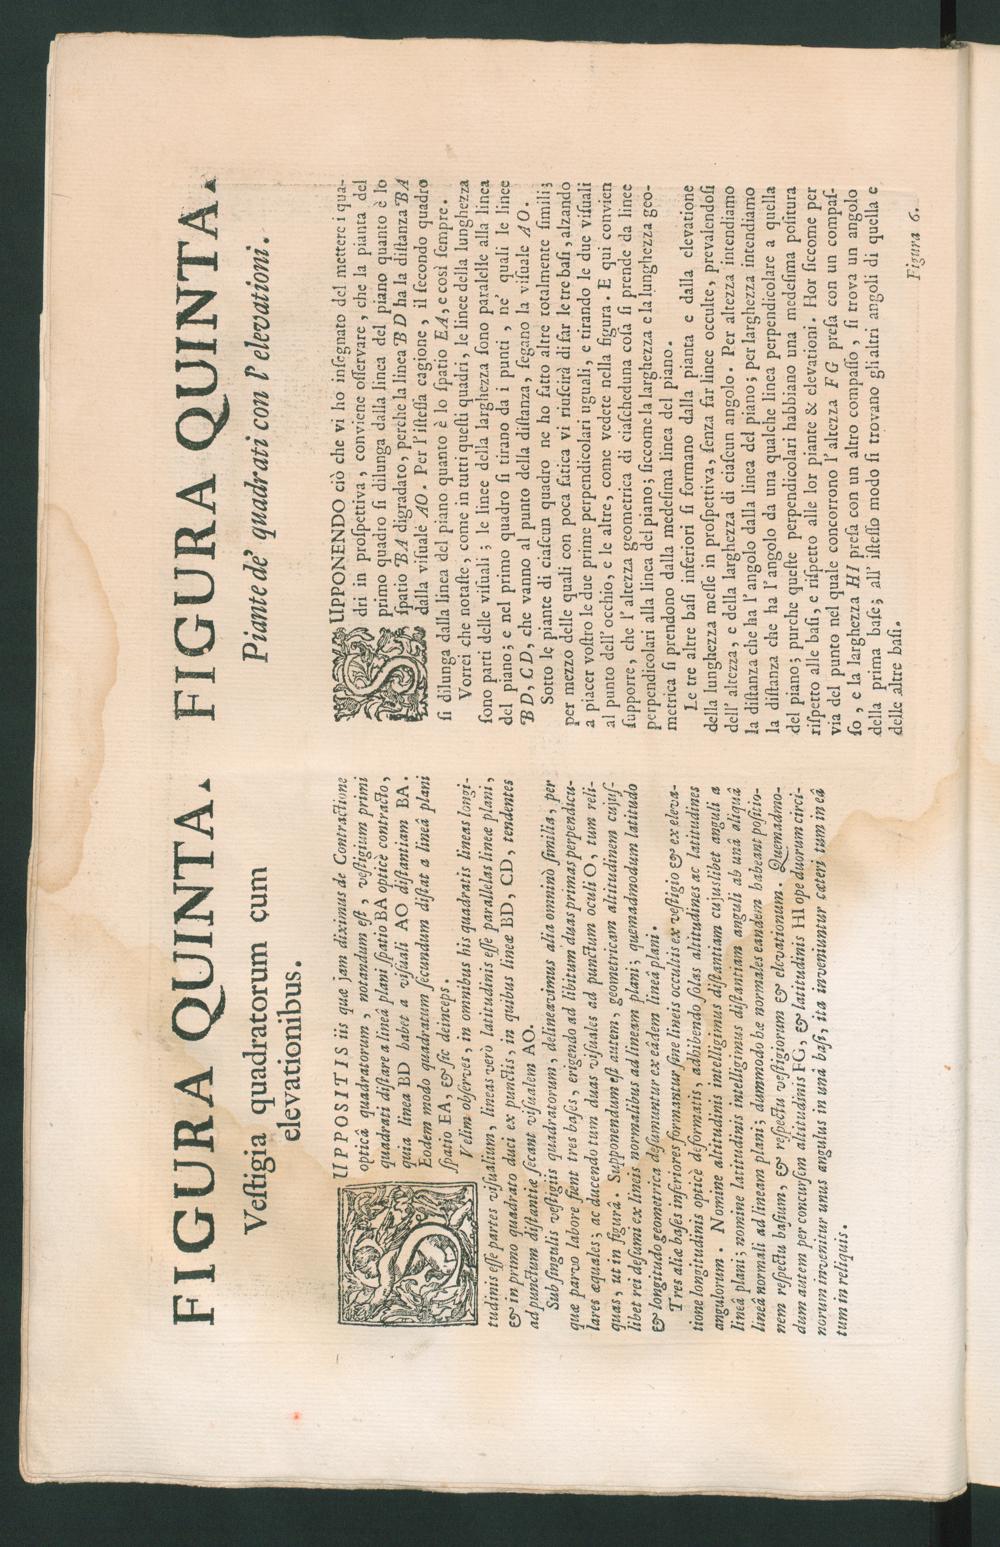 FIGURA QUINTA.
Veſtigia quadratorum cum
elevationibus.
SUPPOSITIS iis quæ jam diximus de Contractione
opticâ quadratorum, notandum eſt, veſtigium primi
quadrati diſtare a lineâ plani ſpatio BA opticè contracto,
quia linea BD habet a viſuali AO diſtantiam BA.
Eodem modo quadratum ſecundum diſtat a lineâ plani
ſpatio EA, & ſic deinceps.
Velim obſerves, in omnibus his quadratis lineas longi-
tudinis eſſe partes viſualium, lineas verò latitudinis eſſe parallelas lineæ plani,
& in primo quadrato duci ex punctis, in quibus lineæ BD, CD, tendentes
ad punctum diſtantiæ ſecant viſualem AO.
Sub ſingulis veſtigiis quadratorum, delineavimus alia omninò ſimilia, per
quæ parvo labore fient tres baſes, erigendo ad libitum duas primas perpendicu-
lares æquales; ac ducendo tum duas viſuales ad punctum oculi O, tum reli-
quas, ut in figurâ. Supponendum eſt autem, geometricam altitudinem cujuſ-
libet rei deſumi ex lineis normalibus ad lineam plani; quemadmodum latitudo
& longitudo geometrica deſumuntur ex eâdem lineâ plani.
Tres aliæ baſes inferiores formantur ſine lineis occultis ex veſtigio & ex eleva-
tione longitudinis opticè deformatis, adhibendo ſolas altitudines ac latitudines
angulorum. Nomine altitudinis intelligimus diſtantiam cujuslibet anguli a
lineâ plani; nomine latitudinis intelligimus diſtantiam anguli ab unâ aliquâ
lineâ normali ad lineam plani; dummodo hæ normales eandem habeant poſitio-
nem reſpectu baſium, & reſpectu veſtigiorum & elevationum. Quemadmo-
dum autem per concurſum altitudinis FG, & latitudinis HI ope duorum circi-
norum invenitur unus angulus in unâ baſi, ita inveniuntur cæteri tum in eâ
tum in reliquis.
FIGURA QUINTA.
Piante de' quadrati con l' elevationi.
SUPPONENDO ciò che vi ho inſegnato del mettere i qua-
dri in proſpettiva, conviene oſſervare, che la pianta del
primo quadro ſi dilunga dalla linea del piano quanto è lo
ſpatio BA digradato; perche la linea BD ha la diſtanza BA
dalla viſuale AO. Per l'iſteſſa cagione, il ſecondo quadro
ſi dilunga dalla linea del piano quanto è lo ſpatio EA, e così ſempre.
Vorrei che notaſte, come in tutti queſti quadri, le linee della lunghezza
ſono parti delle viſuali; le linee della larghezza ſono paralelle alla linea
del piano; e nel primo quadro ſi tirano da i punti, ne' quali le linee
BD, CD, che vanno al punto della diſtanza, ſegano la viſuale AO.
Sotto le piante di ciaſcun quadro ne ho fatto altre totalmente ſimili;
per mezzo delle quali con poca fatica vi riuſcirà di far le tre baſi, alzando
a piacer voſtro le due prime perpendicolari uguali, e tirando le due viſuali
al punto dell'occhio, e le altre, come vedete nella figura. E qui convien
ſupporre, che l' altezza geometrica di ciaſcheduna coſa ſi prende da linee
perpendicolari alla linea del piano; ſiccome la larghezza e la lunghezza geo-
metrica ſi prendono dalla medeſima linea del piano.
Le tre altre baſi inferiori ſi formano dalla pianta e dalla elevatione
della lunghezza meſſe in proſpettiva, ſenza far linee occulte, prevalendoſi
dell' altezza, e della larghezza di ciaſcun angolo. Per altezza intendiamo
la diſtanza che ha l'angolo dalla linea del piano; per larghezza intendiamo
la diſtanza che ha l'angolo da una qualche linea perpendicolare a quella
del piano; purche queſte perpendicolari habbiano una medeſima poſitura
riſpetto alle baſi, e riſpetto alle lor piante & elevationi. Hor ſiccome per
via del punto nel quale concorrono l'altezza FG preſa con un compaſ-
ſo, e la larghezza HI preſa con un altro compaſſo, ſi trova un angolo
della prima baſe; all' iſteſſo modo ſi trovano gli altri angoli di quella e
delle altre baſi.
Figura 6.